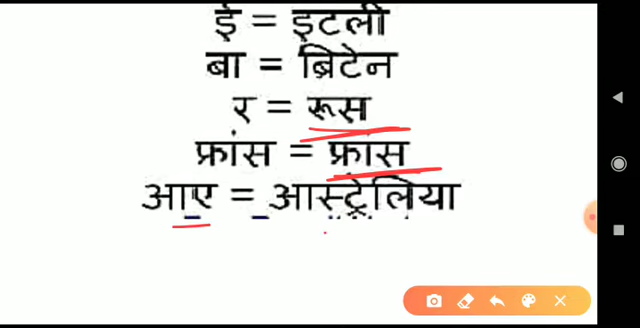 ई = इटली
बा = ब्रिटेन
र = रूस
फ्रांस = फ्रांस
आए = आस्ट्रेलिया